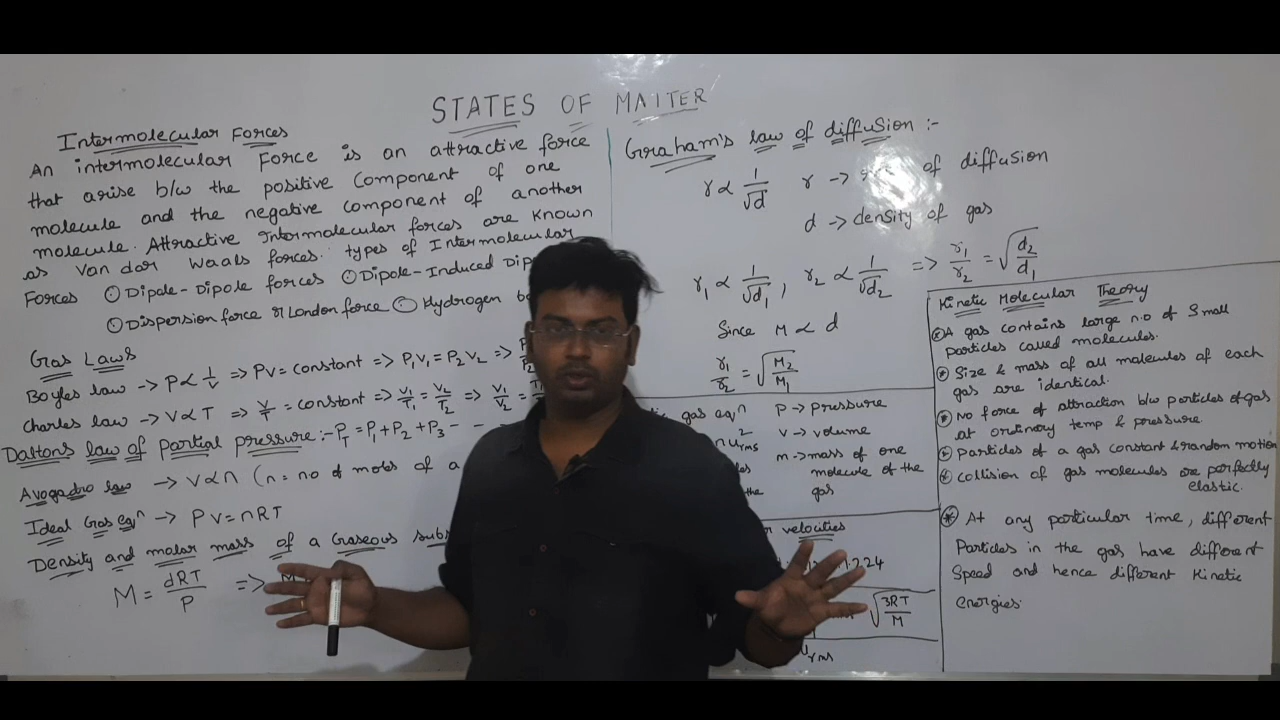 STATES OF MATTER
Intermolecular Forces
An intermolecular Force is an attractive force
that arise b/w the positive component of one
molecule and the negative component of another
molecule. Attractive Intermolecular forces are known
as Van dar Waals forces. types of Intermolecular
Forces ⊙ Dipole-Dipole forces ⊙ Dipole-Induced
⊙ Dispersion force or London force ⊙ Hydrogen
Gas Laws
Boyles law -> P ∝ 1/V => PV = constant => P₁V₁ = P₂V₂ =>
Charles law -> V ∝ T => V/T = constant => V₁/T₁ = V₂/T₂ => V₁/V₂ =
Daltons law of partial pressure:- P_T = P₁ + P₂ + P₃ - -
Avogadro law -> V ∝ n (n = no of mols of a
Ideal Gas eqⁿ -> PV = nRT
Density and molar mass of a Gaseous
M = dRT/P =>
Graham's law of diffusion :-
r ∝ 1/√d r -> of diffusion
d -> density of gas
r₁ ∝ 1/√d₁, r₂ ∝ 1/√d₂ => r₁/r₂ = √(d₂/d₁)
Since M ∝ d
r₁/r₂ = √(M₂/M₁)
gas eqⁿ P -> pressure
V -> volume
m -> mass of one
molecule of the
gas
the
velocities
√(3RT/M)
Kinetic Molecular Theory
⊛ A gas contains large n.o of Small
particles called molecules.
⊛ Size & mass of all malecules of each
gas are identical.
⊛ No force of attraction b/w particles of gas
at ordinary temp & pressure.
⊛ particles of a gas constant & random motion
⊛ collision of gas molecules are perfectly
elastic.
⊛ At any particular time, different
Particles in the gas have different
Speed and hence different Kinetic
energies.